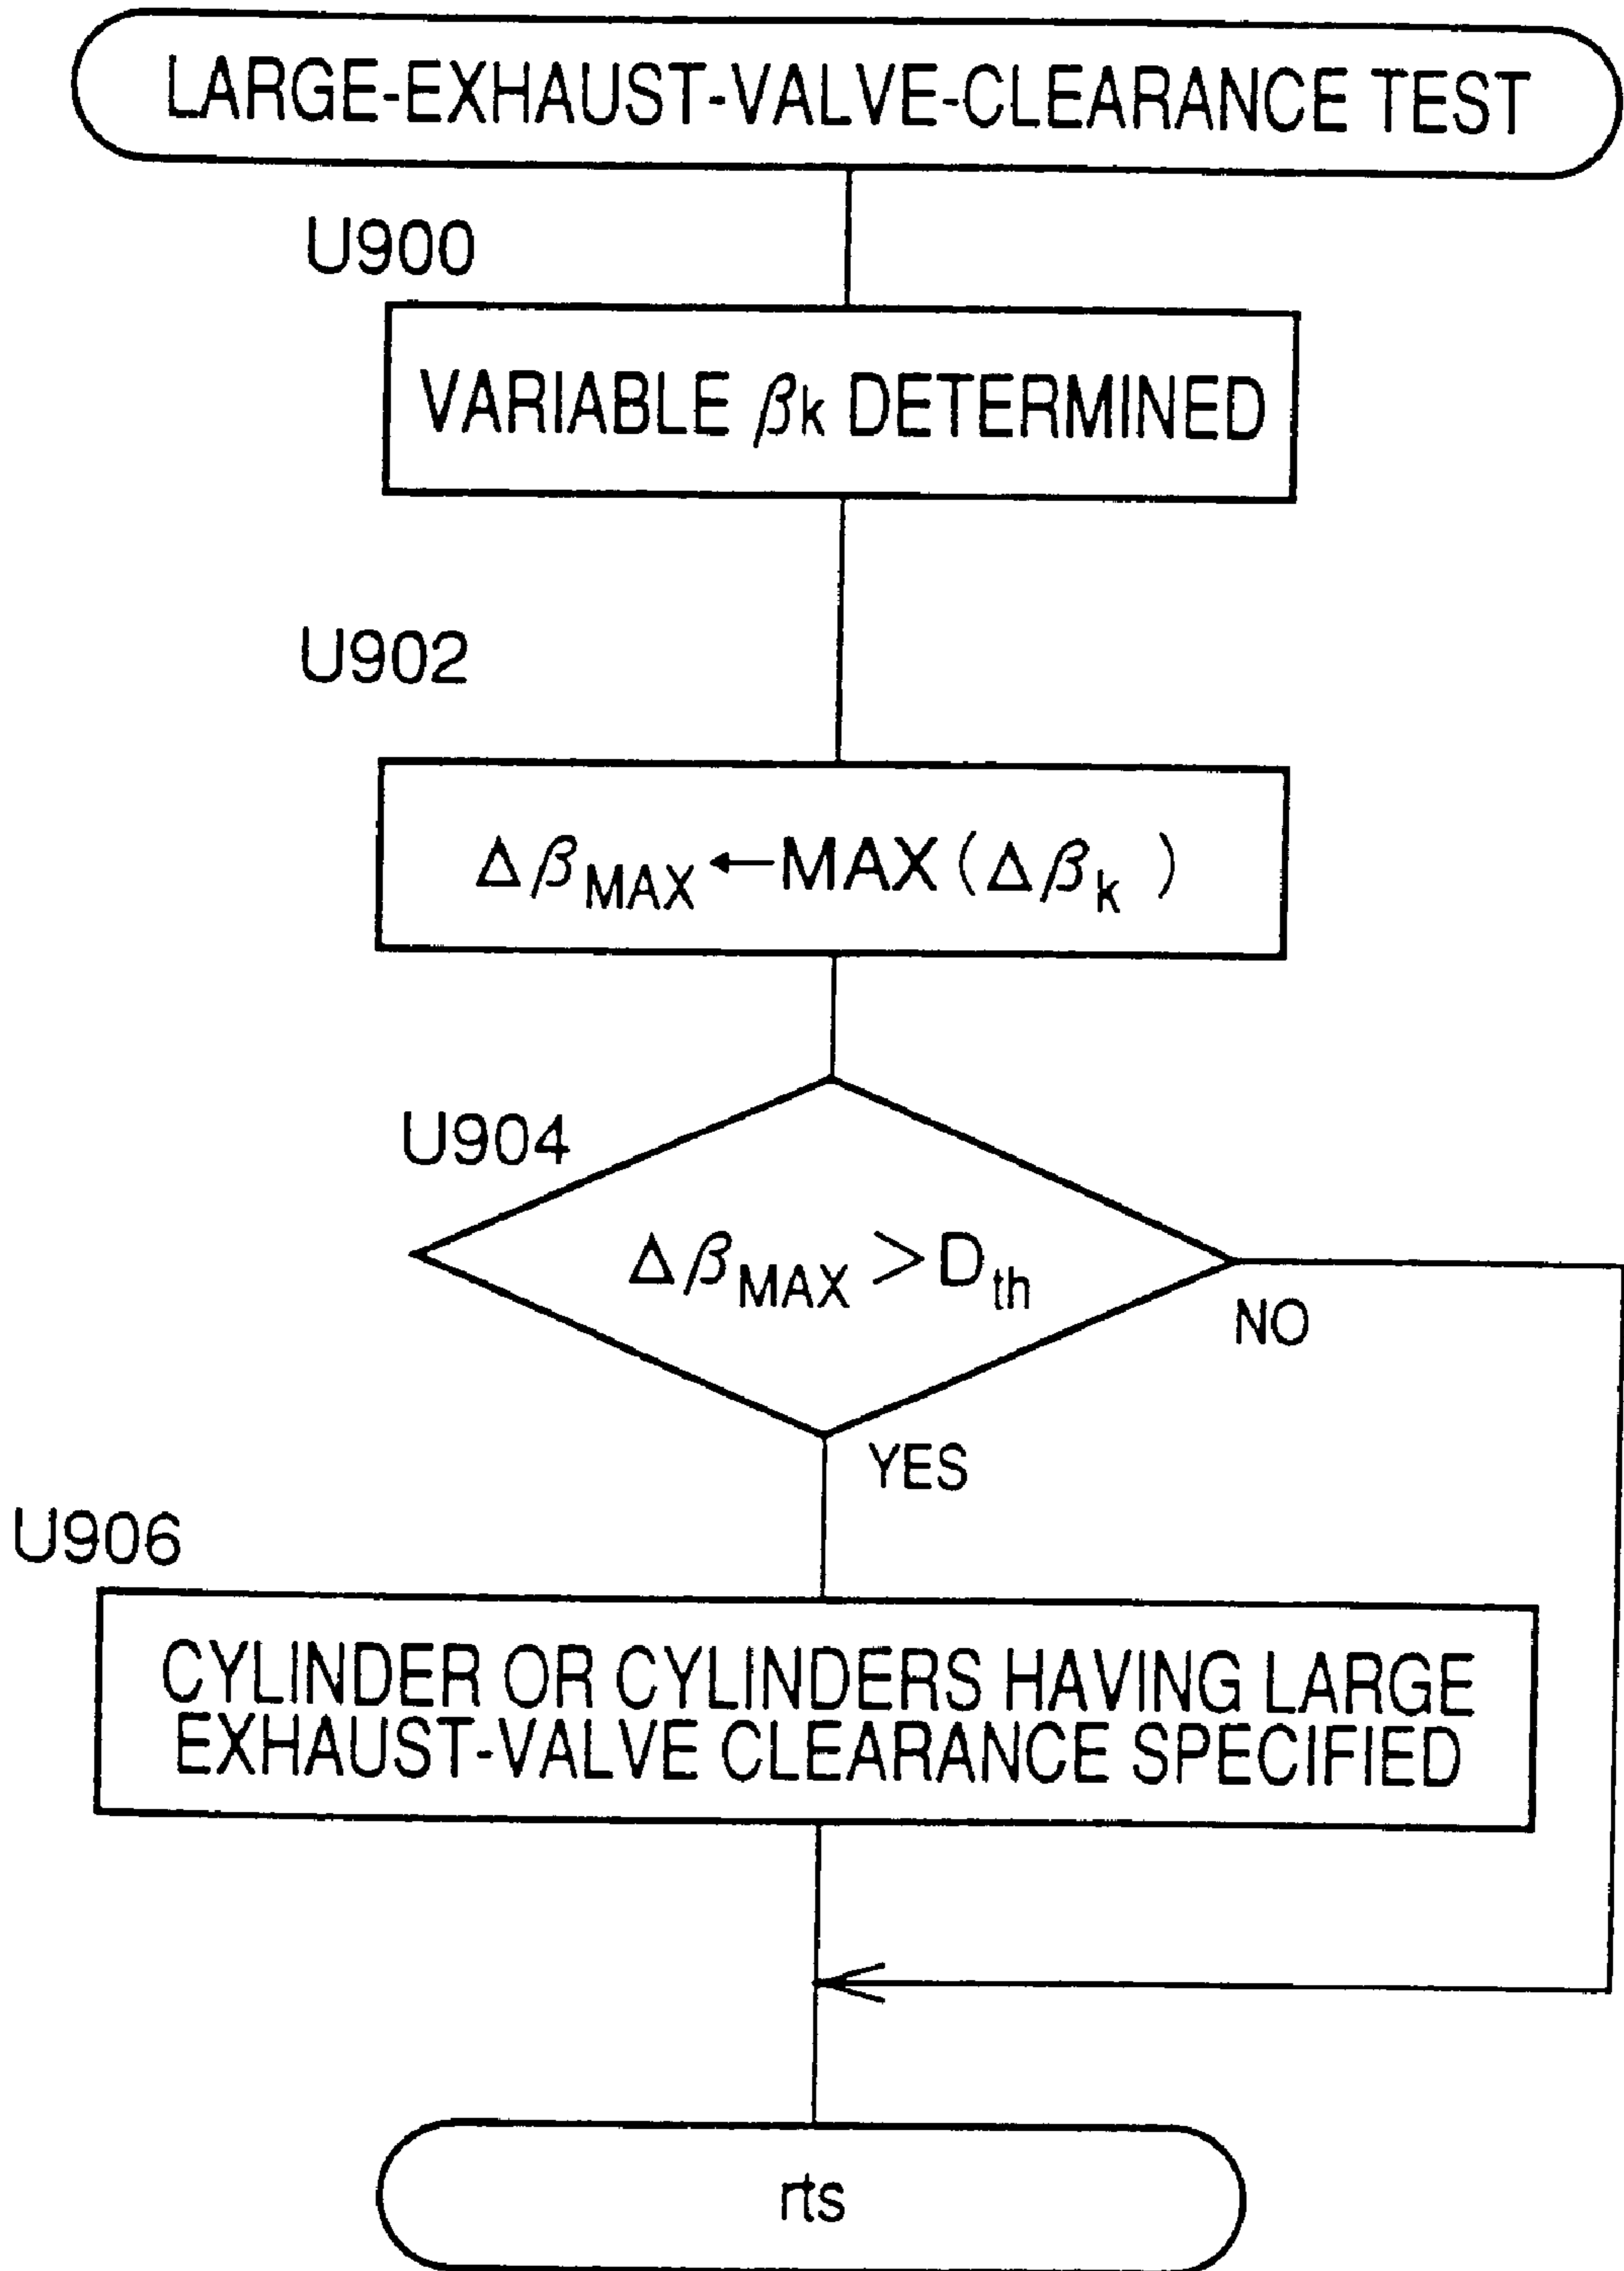 LARGE-EXHAUST-VALVE-CLEARANCE TEST
U900
VARIABLE βk DETERMINED
U902
ΔβMAX←MAX(Δβk)
U904
ΔβMAX>Dth
NO
YES
U906
CYLINDER OR CYLINDERS HAVING LARGE
EXHAUST-VALVE CLEARANCE SPECIFIED
rts